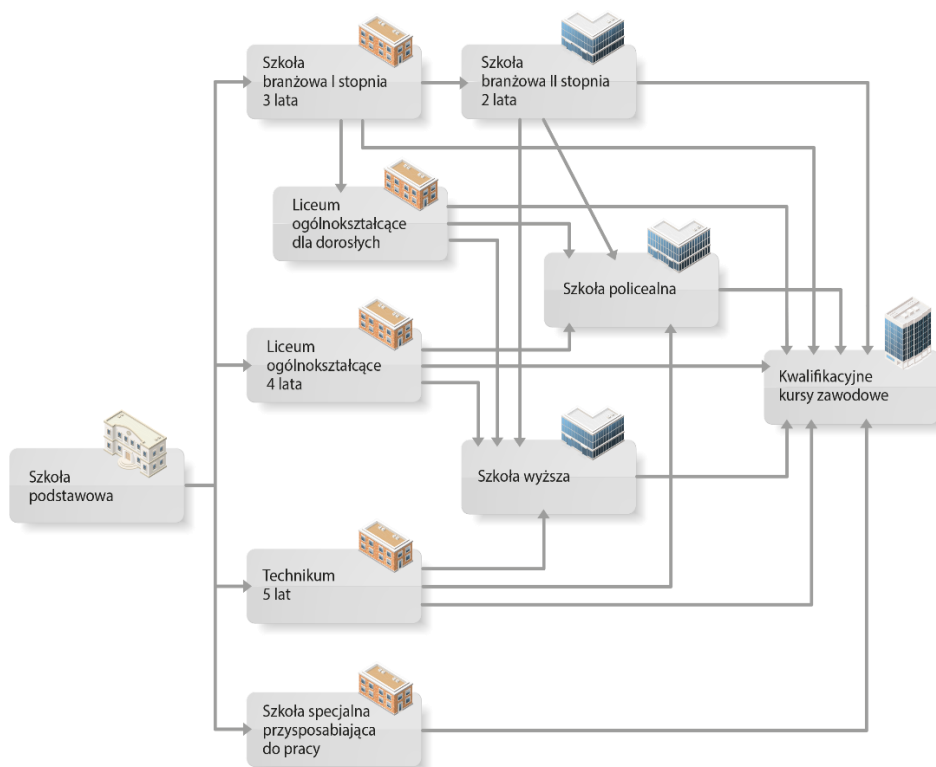 Szkoła
branżowa I stopnia
3 lata
Szkoła
branżowa II stopnia
2 lata
Liceum
ogólnokształcące
dla dorosłych
Szkoła policealna
Liceum
ogólnokształcące
4 lata
Kwalifikacyjne
kursy zawodowe
Szkoła
podstawowa
Szkoła wyższa
Technikum
5 lat
Szkoła specjalna
przysposabiająca
do pracy